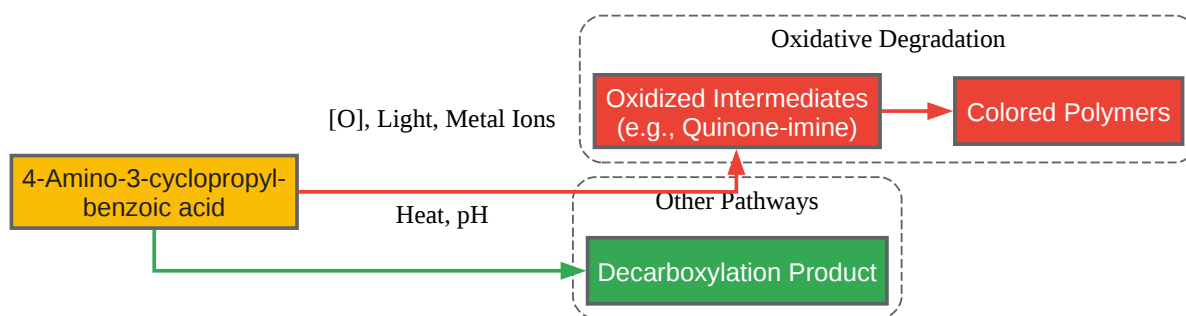 Oxidative Degradation
Oxidized Intermediates
(e.g., Quinone-imine)
Colored Polymers
[O], Light, Metal Ions
4-Amino-3-cyclopropyl-
benzoic acid
Heat, pH
Other Pathways
Decarboxylation Product